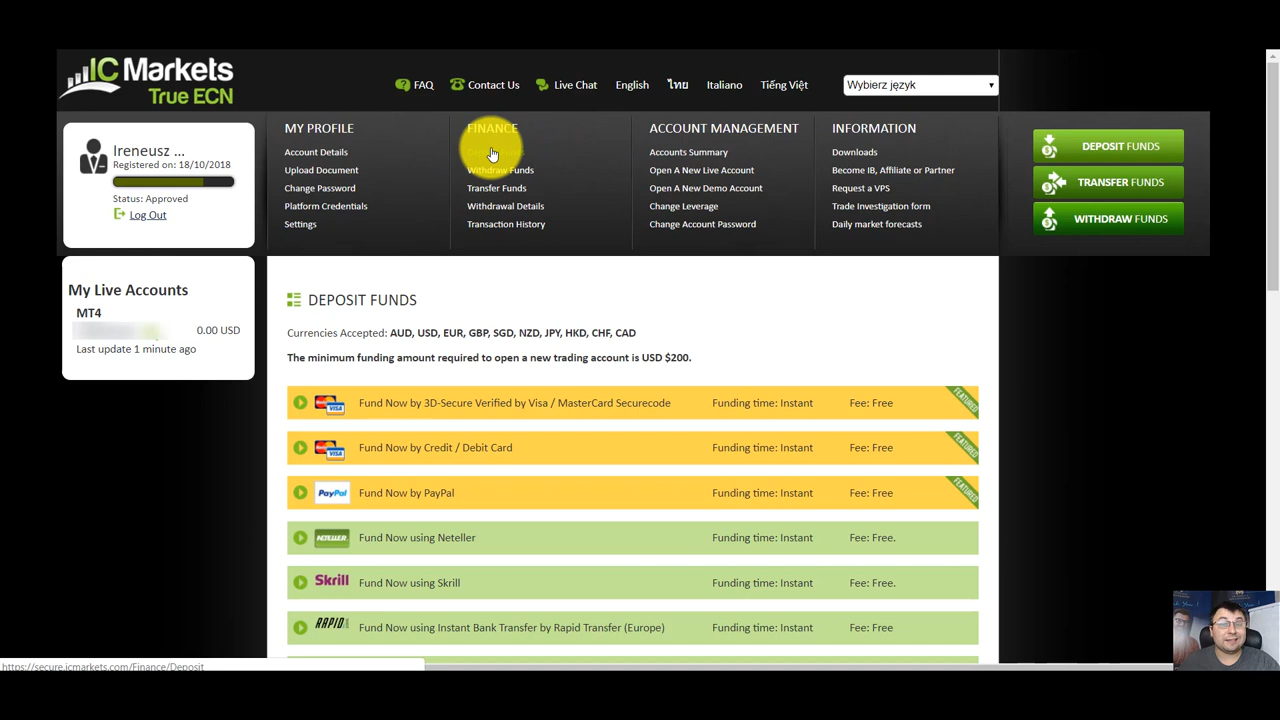 IC Markets
True ECN
FAQ
Contact Us
Live Chat
English
ไทย
Italiano
Tiếng Việt
Wybierz język
Ireneusz ...
Registered on: 18/10/2018
Status: Approved
Log Out
MY PROFILE
Account Details
Upload Document
Change Password
Platform Credentials
Settings
FINANCE
Withdraw Funds
Transfer Funds
Withdrawal Details
Transaction History
ACCOUNT MANAGEMENT
Accounts Summary
Open A New Live Account
Open A New Demo Account
Change Leverage
Change Account Password
INFORMATION
Downloads
Become IB, Affiliate or Partner
Request a VPS
Trade Investigation form
Daily market forecasts
DEPOSIT FUNDS
TRANSFER FUNDS
WITHDRAW FUNDS
My Live Accounts
MT4
0.00 USD
Last update 1 minute ago
DEPOSIT FUNDS
Currencies Accepted: AUD, USD, EUR, GBP, SGD, NZD, JPY, HKD, CHF, CAD
The minimum funding amount required to open a new trading account is USD $200.
VISA Fund Now by 3D-Secure Verified by Visa / MasterCard Securecode Funding time: Instant Fee: Free FEATURED
VISA Fund Now by Credit / Debit Card Funding time: Instant Fee: Free FEATURED
PayPal Fund Now by PayPal Funding time: Instant Fee: Free FEATURED
NETELLER Fund Now using Neteller Funding time: Instant Fee: Free.
Skrill Fund Now using Skrill Funding time: Instant Fee: Free.
RAPID Fund Now using Instant Bank Transfer by Rapid Transfer (Europe) Funding time: Instant Fee: Free
https://secure.icmarkets.com/Finance/Deposit